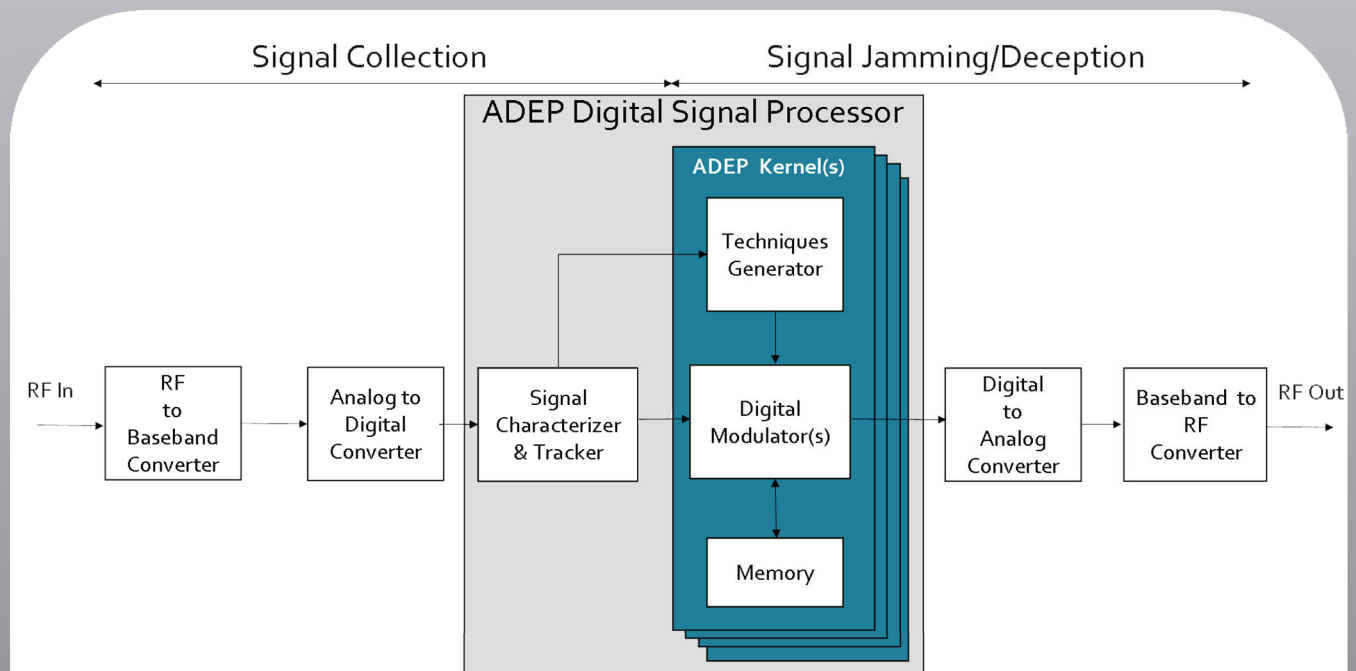 Signal Collection
Signal Jamming/Deception
ADEP Digital Signal Processor
ADEP Kernel(s)
Techniques
Generator
RF In
RF
to
Baseband
Converter
Analog to
Digital
Converter
Signal
Characterizer
& Tracker
Digital
Modulator(s)
Digital
to
Analog
Converter
Baseband to
RF
Converter
RF Out
Memory